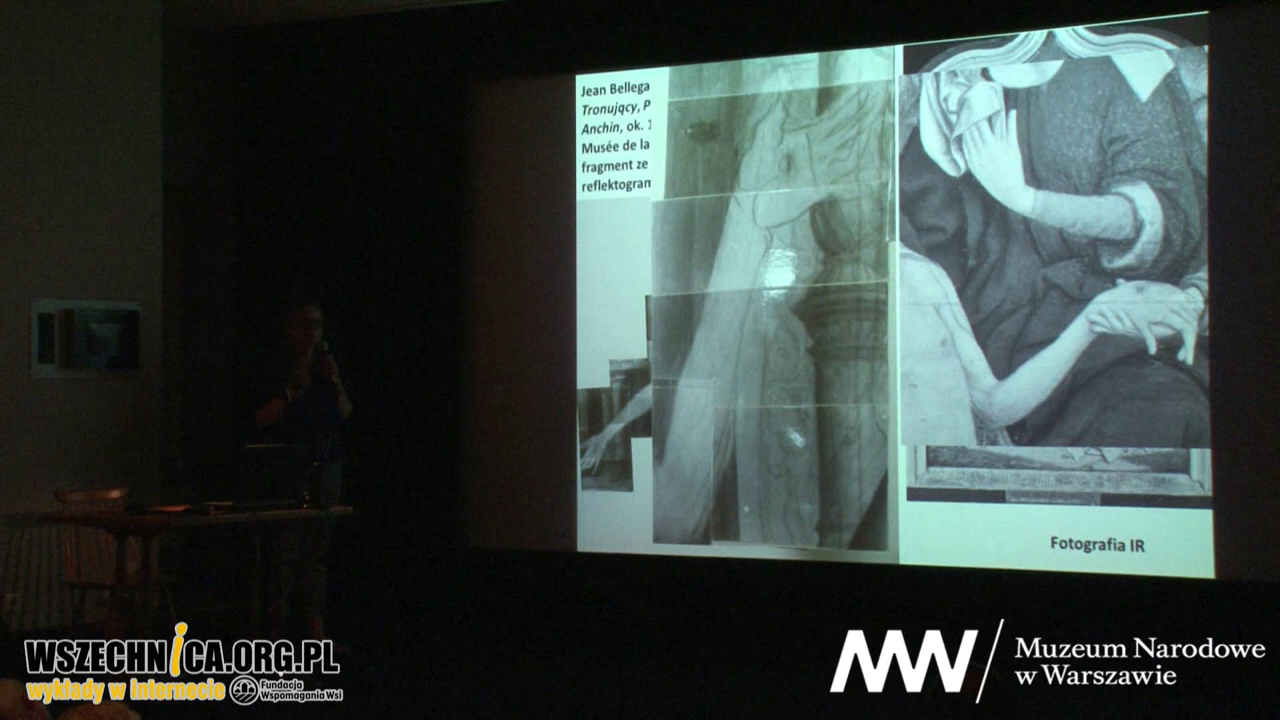 Jean Bellega
Tronujący, P
Anchin, ok. 1
Musée de la
fragment ze
reflektogran
Fotografia IR
WSZECHNiCA.ORG.PL
wykłady w internecie
Fundacja
Wspomagania Wsi
Muzeum Narodowe
w Warszawie